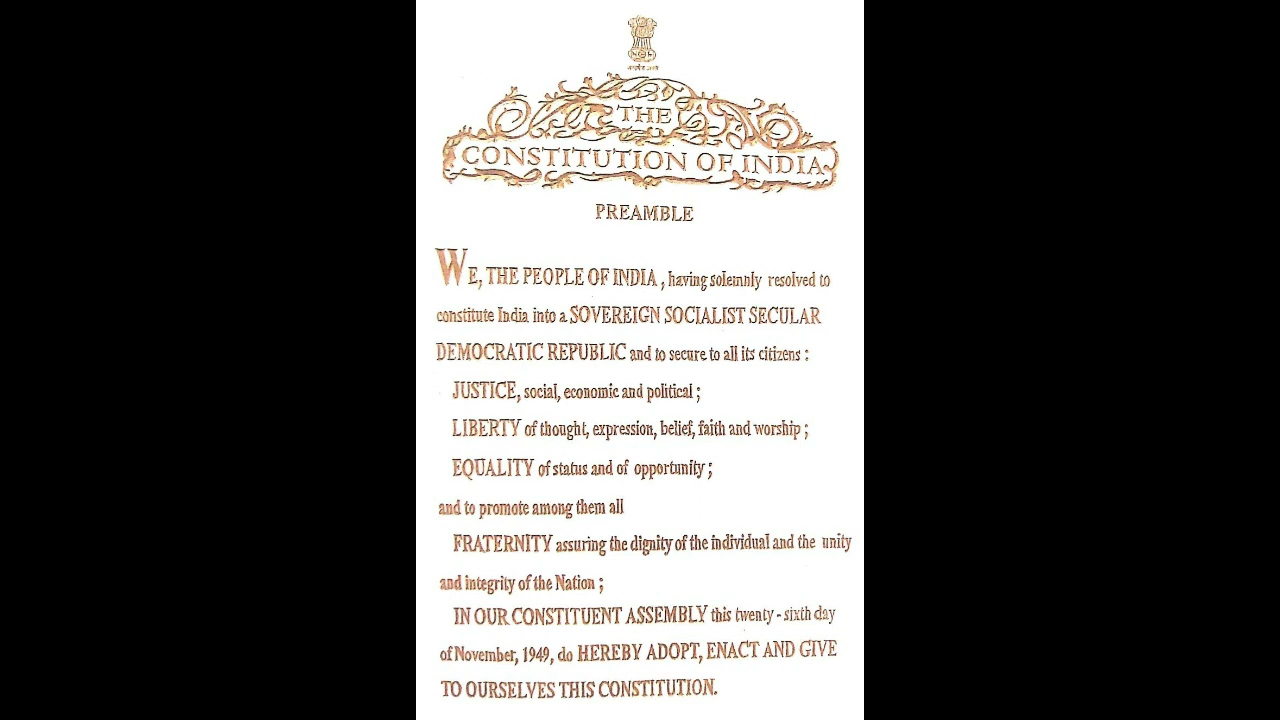 THE
CONSTITUTION OF INDIA
PREAMBLE
WE, THE PEOPLE OF INDIA , having solemnly resolved to
constitute India into a SOVEREIGN SOCIALIST SECULAR
DEMOCRATIC REPUBLIC and to secure to all its citizens :
JUSTICE, social, economic and political ;
LIBERTY of thought, expression, belief, faith and worship ;
EQUALITY of status and of opportunity ;
and to promote among them all
FRATERNITY assuring the dignity of the individual and the unity
and integrity of the Nation ;
IN OUR CONSTITUENT ASSEMBLY this twenty - sixth day
of November, 1949, do HEREBY ADOPT, ENACT AND GIVE
TO OURSELVES THIS CONSTITUTION.